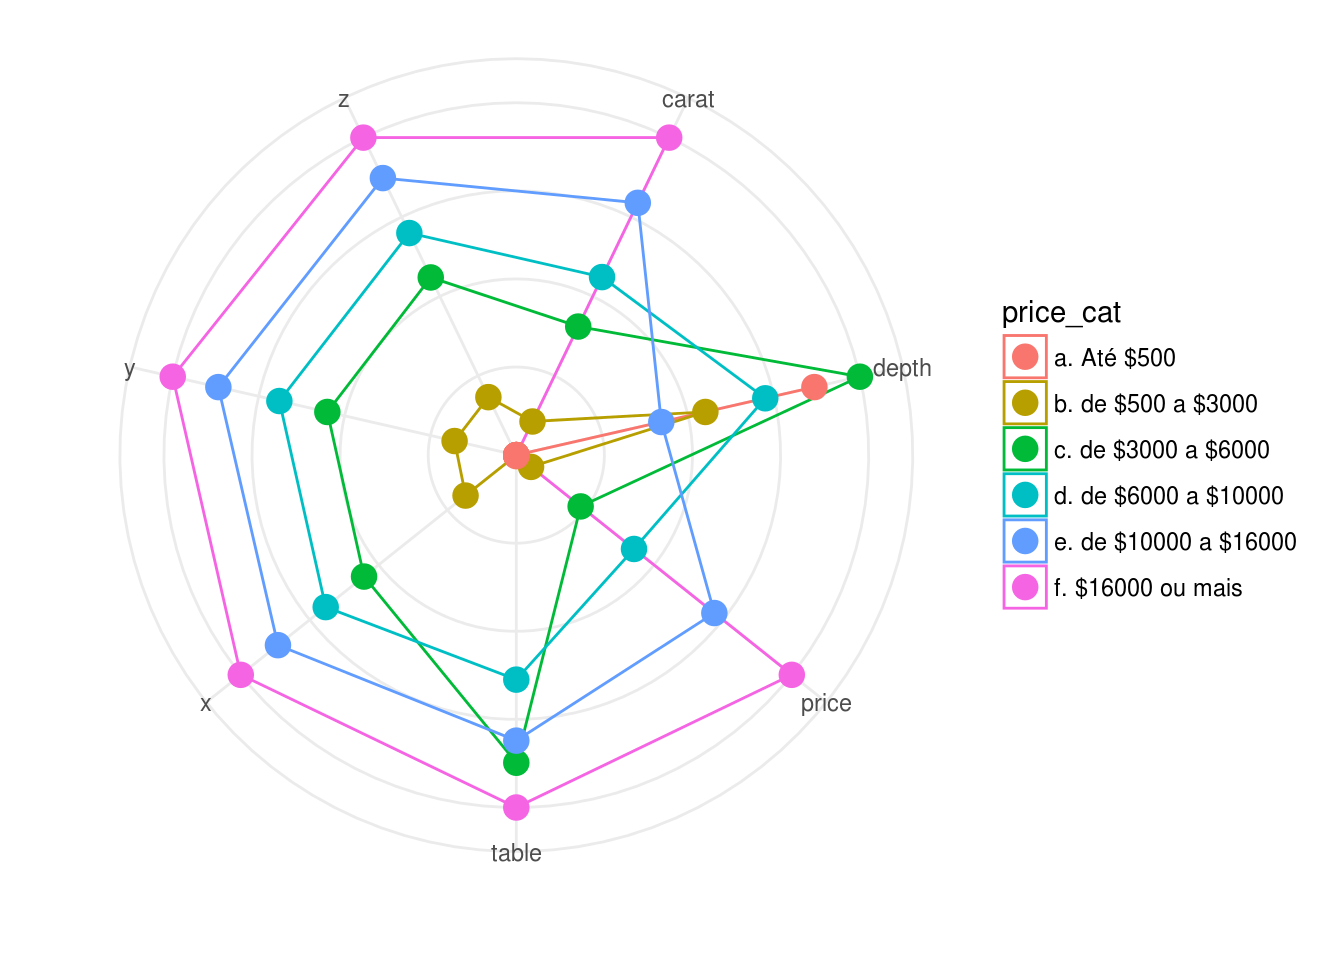 z
carat
y
depth
x
price
table
price_cat
a. Até $500
b. de $500 a $3000
c. de $3000 a $6000
d. de $6000 a $10000
e. de $10000 a $16000
f. $16000 ou mais